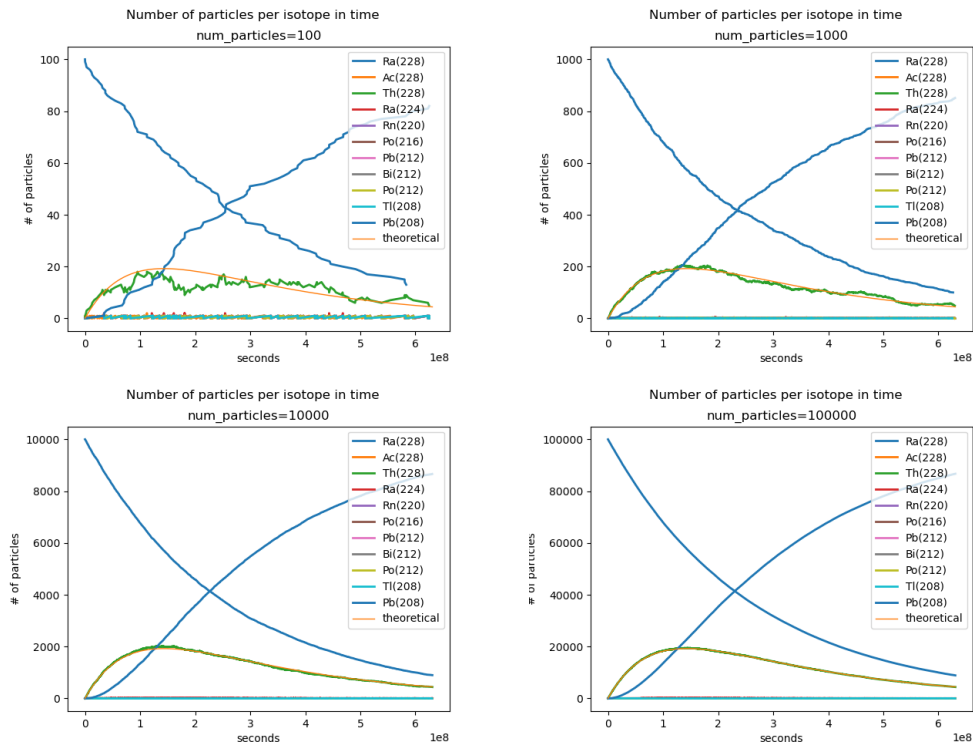 Number of particles per isotope in time
num_particles=100
# of particles
100
80
60
40
20
0
Ra(228)
Ac(228)
Th(228)
Ra(224)
Rn(220)
Po(216)
Pb(212)
Bi(212)
Po(212)
Tl(208)
Pb(208)
theoretical
0 1 2 3 4 5 6
1e8
seconds
Number of particles per isotope in time
num_particles=1000
# of particles
1000
800
600
400
200
0
Ra(228)
Ac(228)
Th(228)
Ra(224)
Rn(220)
Po(216)
Pb(212)
Bi(212)
Po(212)
Tl(208)
Pb(208)
theoretical
0 1 2 3 4 5 6
1e8
seconds
Number of particles per isotope in time
num_particles=10000
# of particles
10000
8000
6000
4000
2000
0
Ra(228)
Ac(228)
Th(228)
Ra(224)
Rn(220)
Po(216)
Pb(212)
Bi(212)
Po(212)
Tl(208)
Pb(208)
theoretical
0 1 2 3 4 5 6
1e8
seconds
Number of particles per isotope in time
num_particles=100000
# of particles
100000
80000
60000
40000
20000
0
Ra(228)
Ac(228)
Th(228)
Ra(224)
Rn(220)
Po(216)
Pb(212)
Bi(212)
Po(212)
Tl(208)
Pb(208)
theoretical
0 1 2 3 4 5 6
1e8
seconds